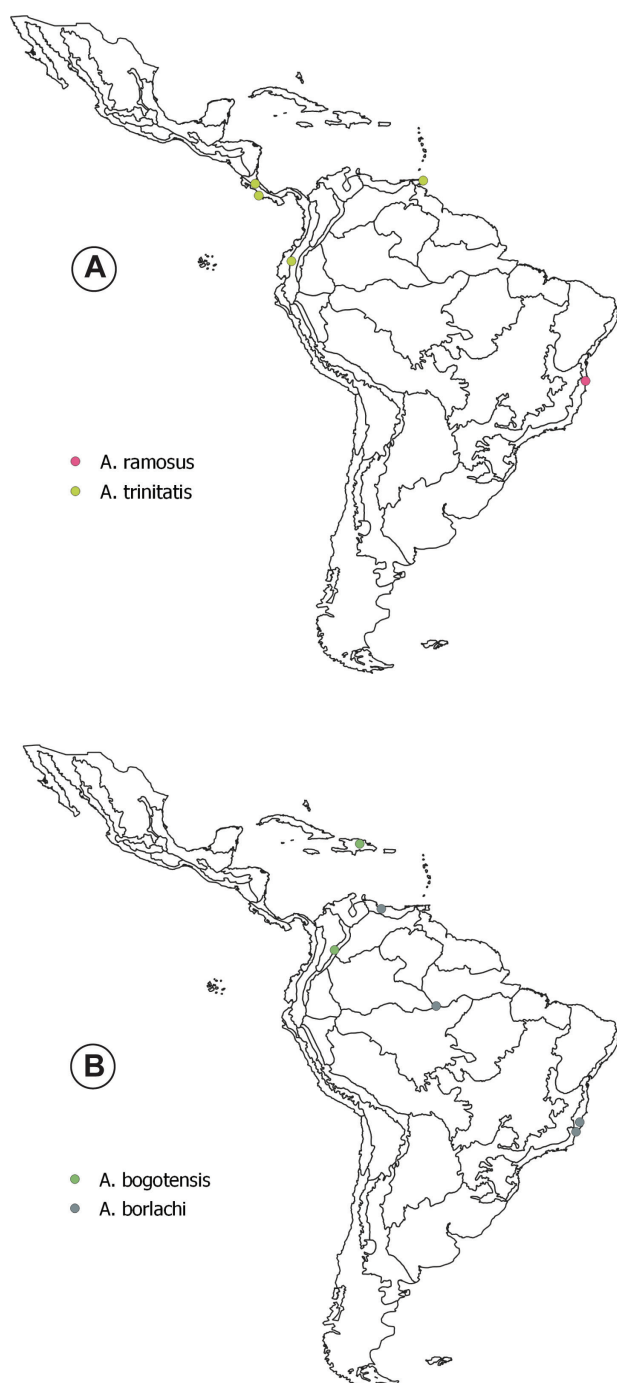 A
A. ramosus
A. trinitatis
B
A. bogotensis
A. borlachi